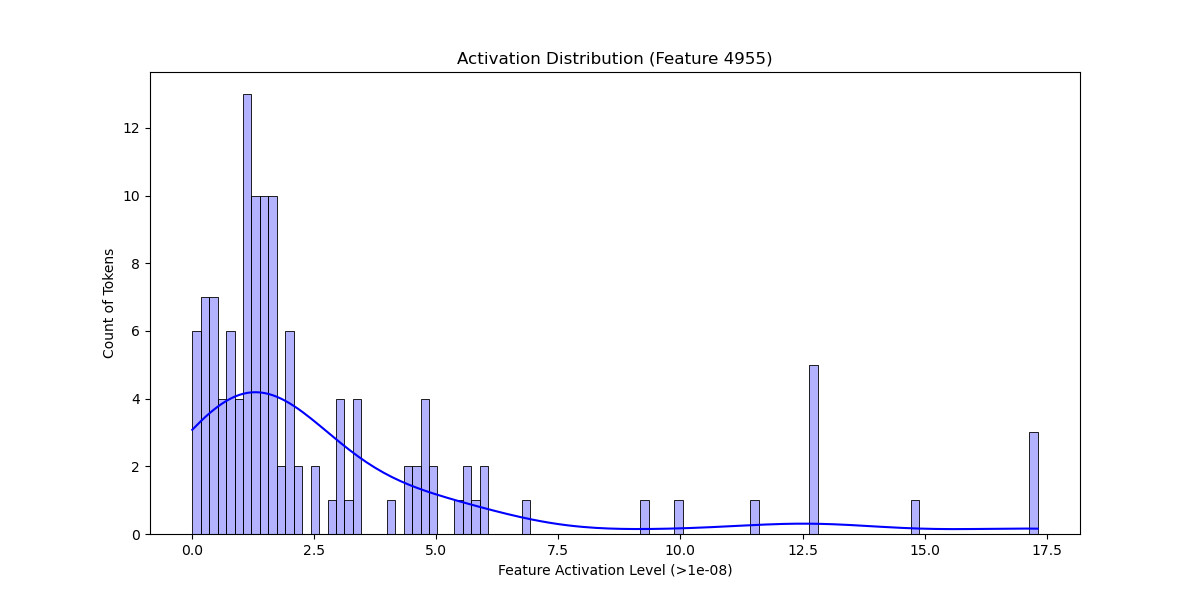 Activation Distribution (Feature 4955)
Count of Tokens
12
10
8
6
4
2
0
0.0 2.5 5.0 7.5 10.0 12.5 15.0 17.5
Feature Activation Level (>1e-08)